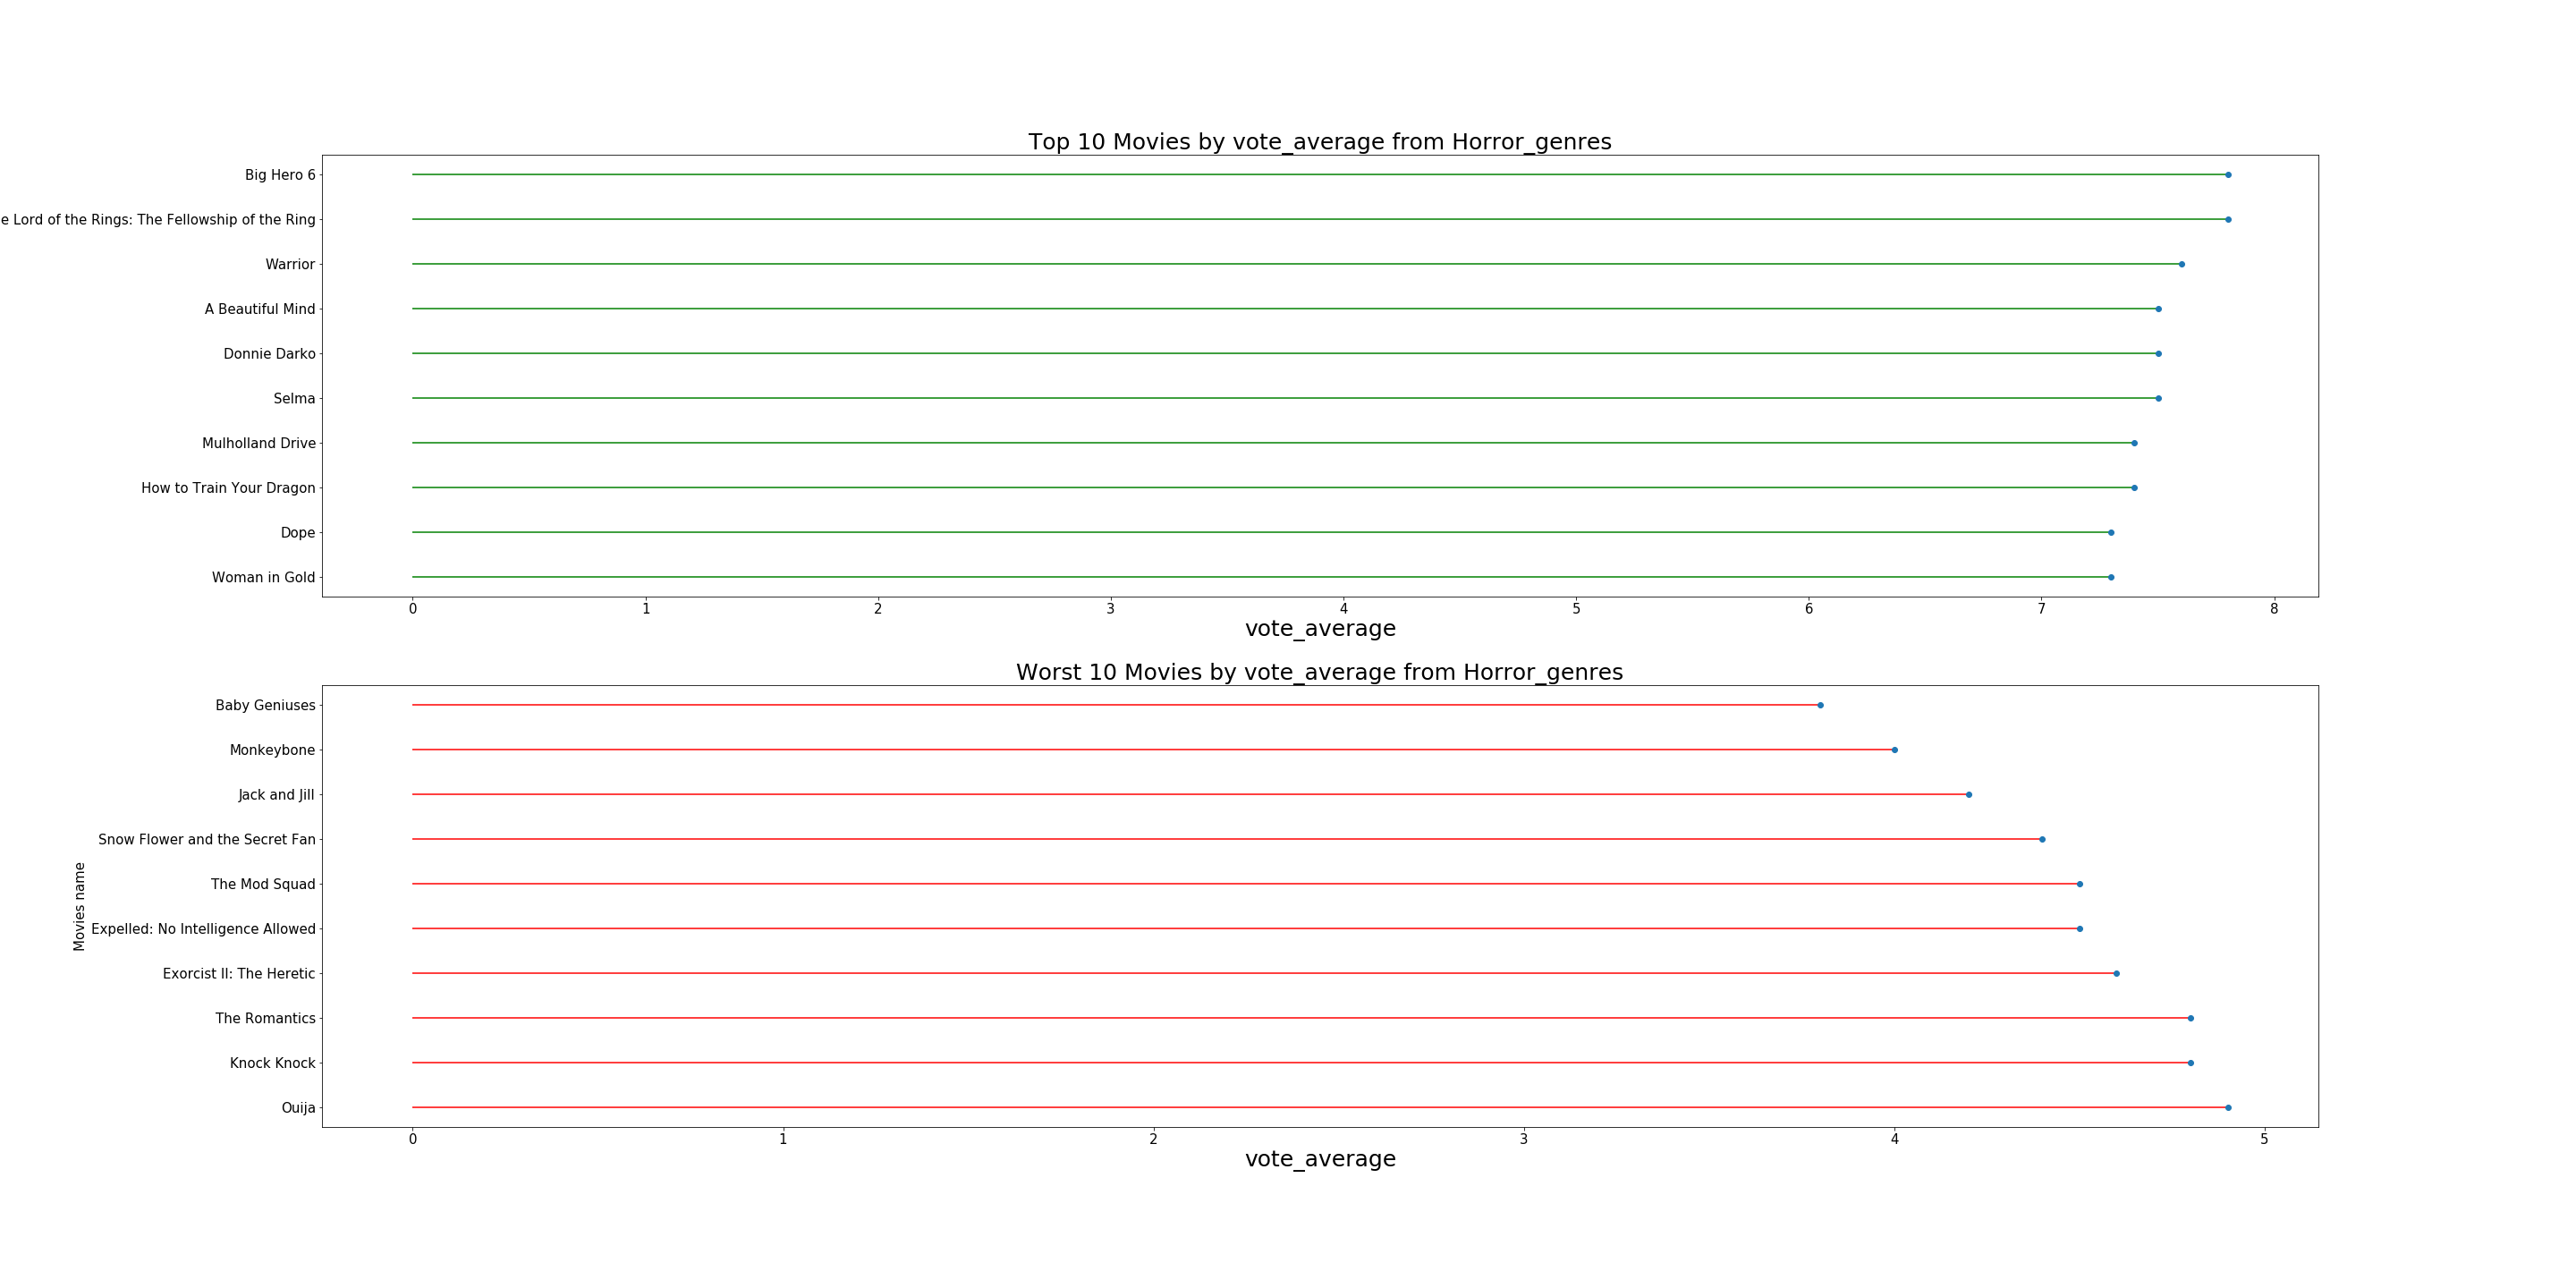 Top 10 Movies by vote_average from Horror_genres
Big Hero 6
e Lord of the Rings: The Fellowship of the Ring
Warrior
A Beautiful Mind
Donnie Darko
Selma
Mulholland Drive
How to Train Your Dragon
Dope
Woman in Gold
0 1 2 3 4 5 6 7 8
vote_average
Worst 10 Movies by vote_average from Horror_genres
Movies name
Baby Geniuses
Monkeybone
Jack and Jill
Snow Flower and the Secret Fan
The Mod Squad
Expelled: No Intelligence Allowed
Exorcist II: The Heretic
The Romantics
Knock Knock
Ouija
0 1 2 3 4 5
vote_average